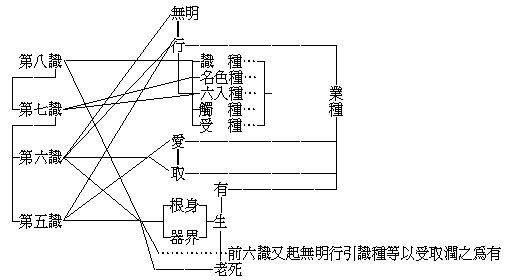 無明
行
第八識
識 種…
名色種…
第七識
六入種…
觸 種…
受 種…
業種
愛
第六識
取
有
根身
生
第五識
器界
前六識又起無明行引識種等以受取潤之爲有
老死